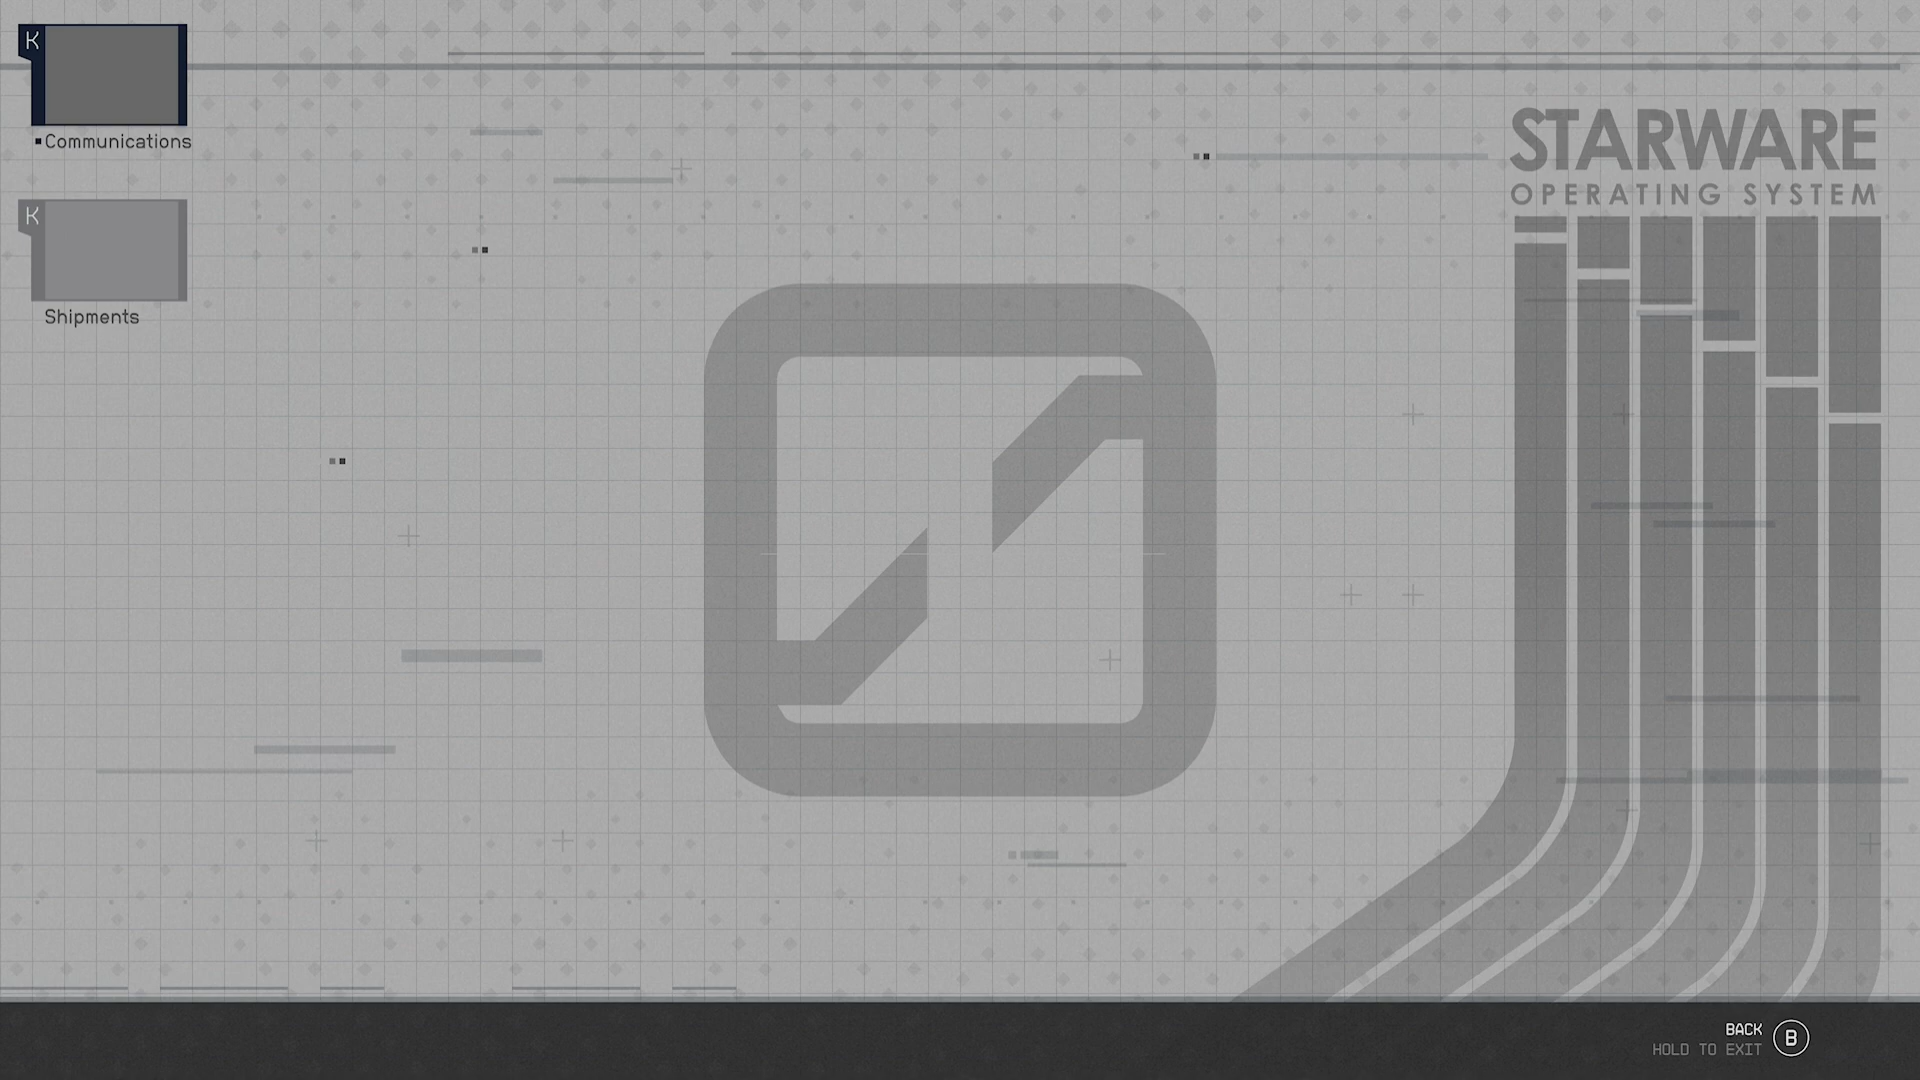 K
Communications
K
Shipments
STARWARE
OPERATING SYSTEM
BACK
HOLD TO EXIT
B